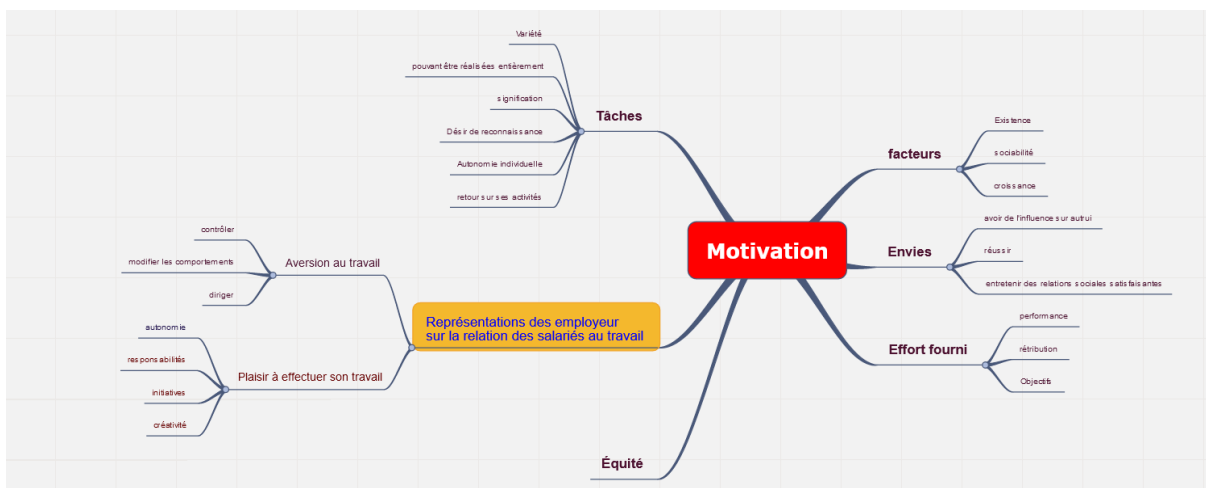 Motivation
Tâches
Variété
pouvant être réalisées entièrement
signification
Désir de reconnaissance
Autonomie individuelle
retour sur ses activités
Représentations des employeur
sur la relation des salariés au travail
Aversion au travail
contrôler
modifier les comportements
diriger
Plaisir à effectuer son travail
autonomie
responsabilités
initiatives
créativité
Équité
facteurs
Existence
sociabilité
croissance
Envies
avoir de l'influence sur autrui
réussir
entretenir des relations sociales satisfaisantes
Effort fourni
performance
rétribution
Objectifs